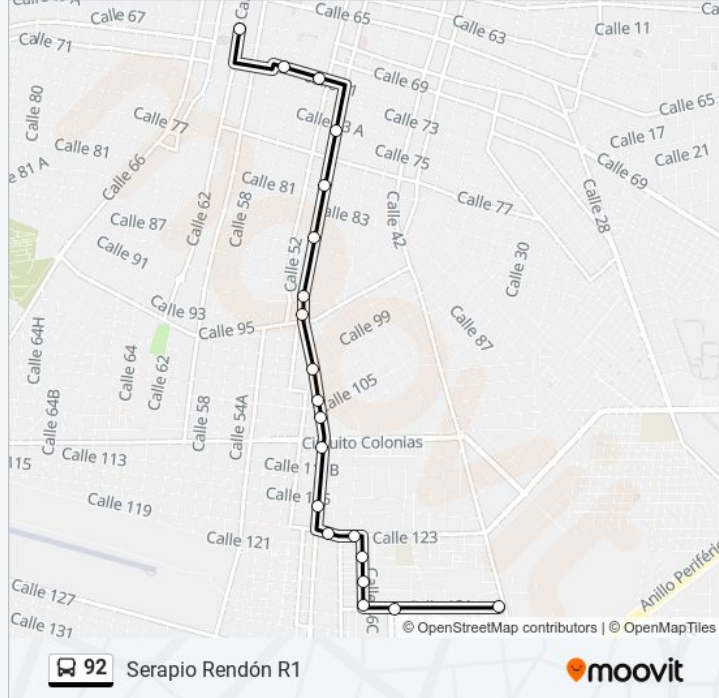 Calle 67
Calle 65
Calle 63
Calle 11
Calle 71
Calle 69
Calle 80
Calle 65
Calle 77
Calle 73
Calle 17
Calle 81
Calle 75
Calle 21
Calle 69
Calle 66
Calle 81
Calle 62
Calle 58
Calle 77
Calle 28
Calle 87
Calle 42
Calle 91
Calle 52
Calle 30
Calle 93
Calle 99
Calle 87
Calle 95
Calle 64H
Calle 64
Calle 62
Calle 105
Calle 64B
Calle 58
Calle 54A
Calle 113
Calle 119
Calle 121
Calle 123
Calle 127
Calle 131
Anillo Periféric
moovit
© OpenStreetMap contributors | © OpenMapTiles
92 Serapio Rendón R1
moovit